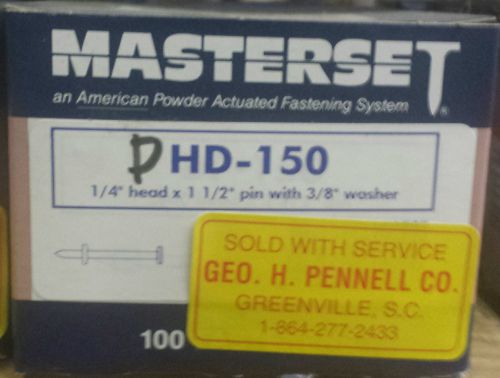 MASTERSET
an American Powder Actuated Fastening System
D HD-150
1/4" head x 1 1/2" pin with 3/8" washer
SOLD WITH SERVICE
GEO. H. PENNELL CO.
GREENVILLE, S.C.
1-864-277-2433
100